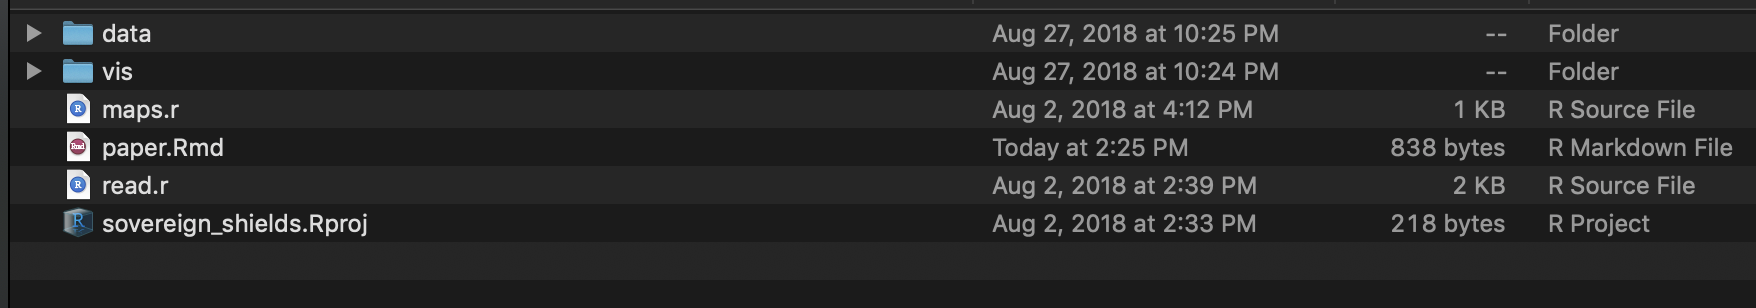 data Aug 27, 2018 at 10:25 PM -- Folder
vis Aug 27, 2018 at 10:24 PM -- Folder
R maps.r Aug 2, 2018 at 4:12 PM 1 KB R Source File
Rmd paper.Rmd Today at 2:25 PM 838 bytes R Markdown File
R read.r Aug 2, 2018 at 2:39 PM 2 KB R Source File
R sovereign_shields.Rproj Aug 2, 2018 at 2:33 PM 218 bytes R Project